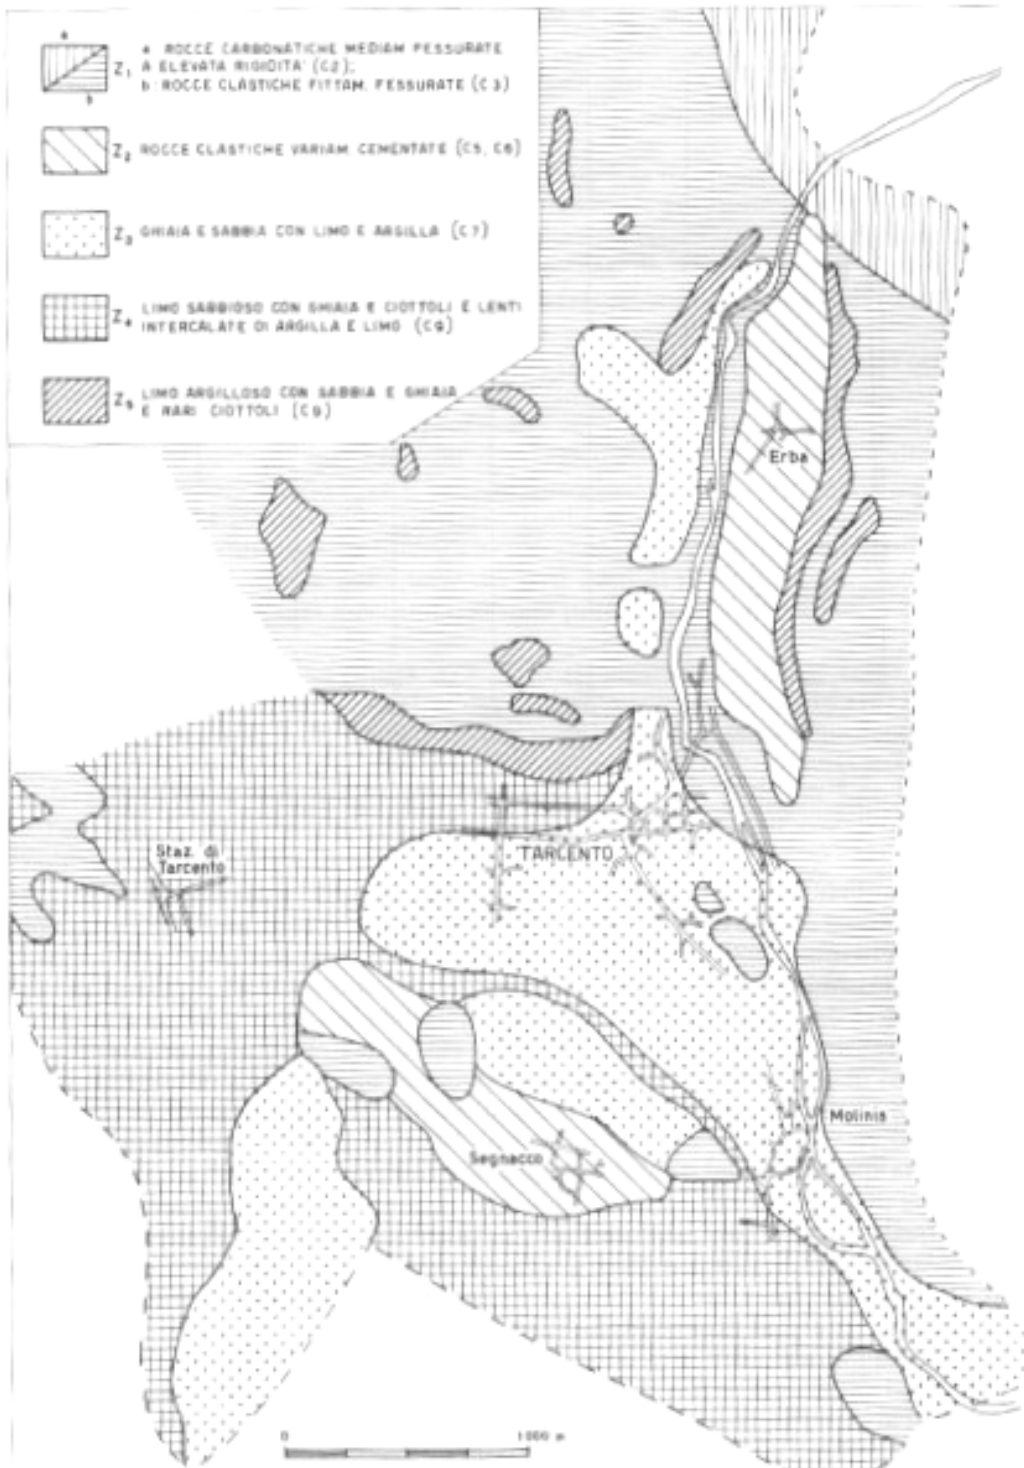 a
b
Z1
a ROCCE CARBONATICHE MEDIAM FESSURATE
A ELEVATA RIGIDITA' (C2);
b ROCCE CLASTICHE FITTAM. FESSURATE (C3)
Z2 ROCCE CLASTICHE VARIAM. CEMENTATE (C5, C6)
Z3 GHIAIA E SABBIA CON LIMO E ARGILLA (C7)
Z4 LIMO SABBIOSO CON GHIAIA E CIOTTOLI E LENTI
INTERCALATE DI ARGILLA E LIMO (C9)
Z5 LIMO ARGILLOSO CON SABBIA E GHIAIA
E RARI CIOTTOLI (C9)
Erba
Staz. di
Tarcento
TARCENTO
Molinis
Segnacco
0 1000 m